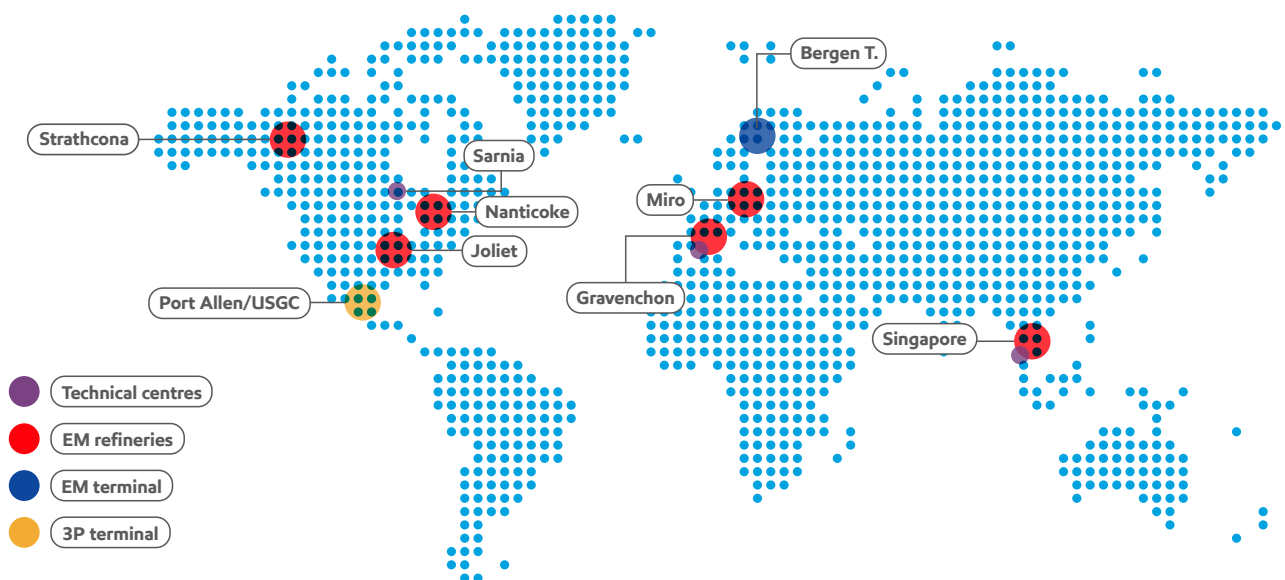 Bergen T.
Strathcona
Sarnia
Miro
Nanticoke
Joliet
Gravenchon
Port Allen/USGC
Singapore
Technical centres
EM refineries
EM terminal
3P terminal